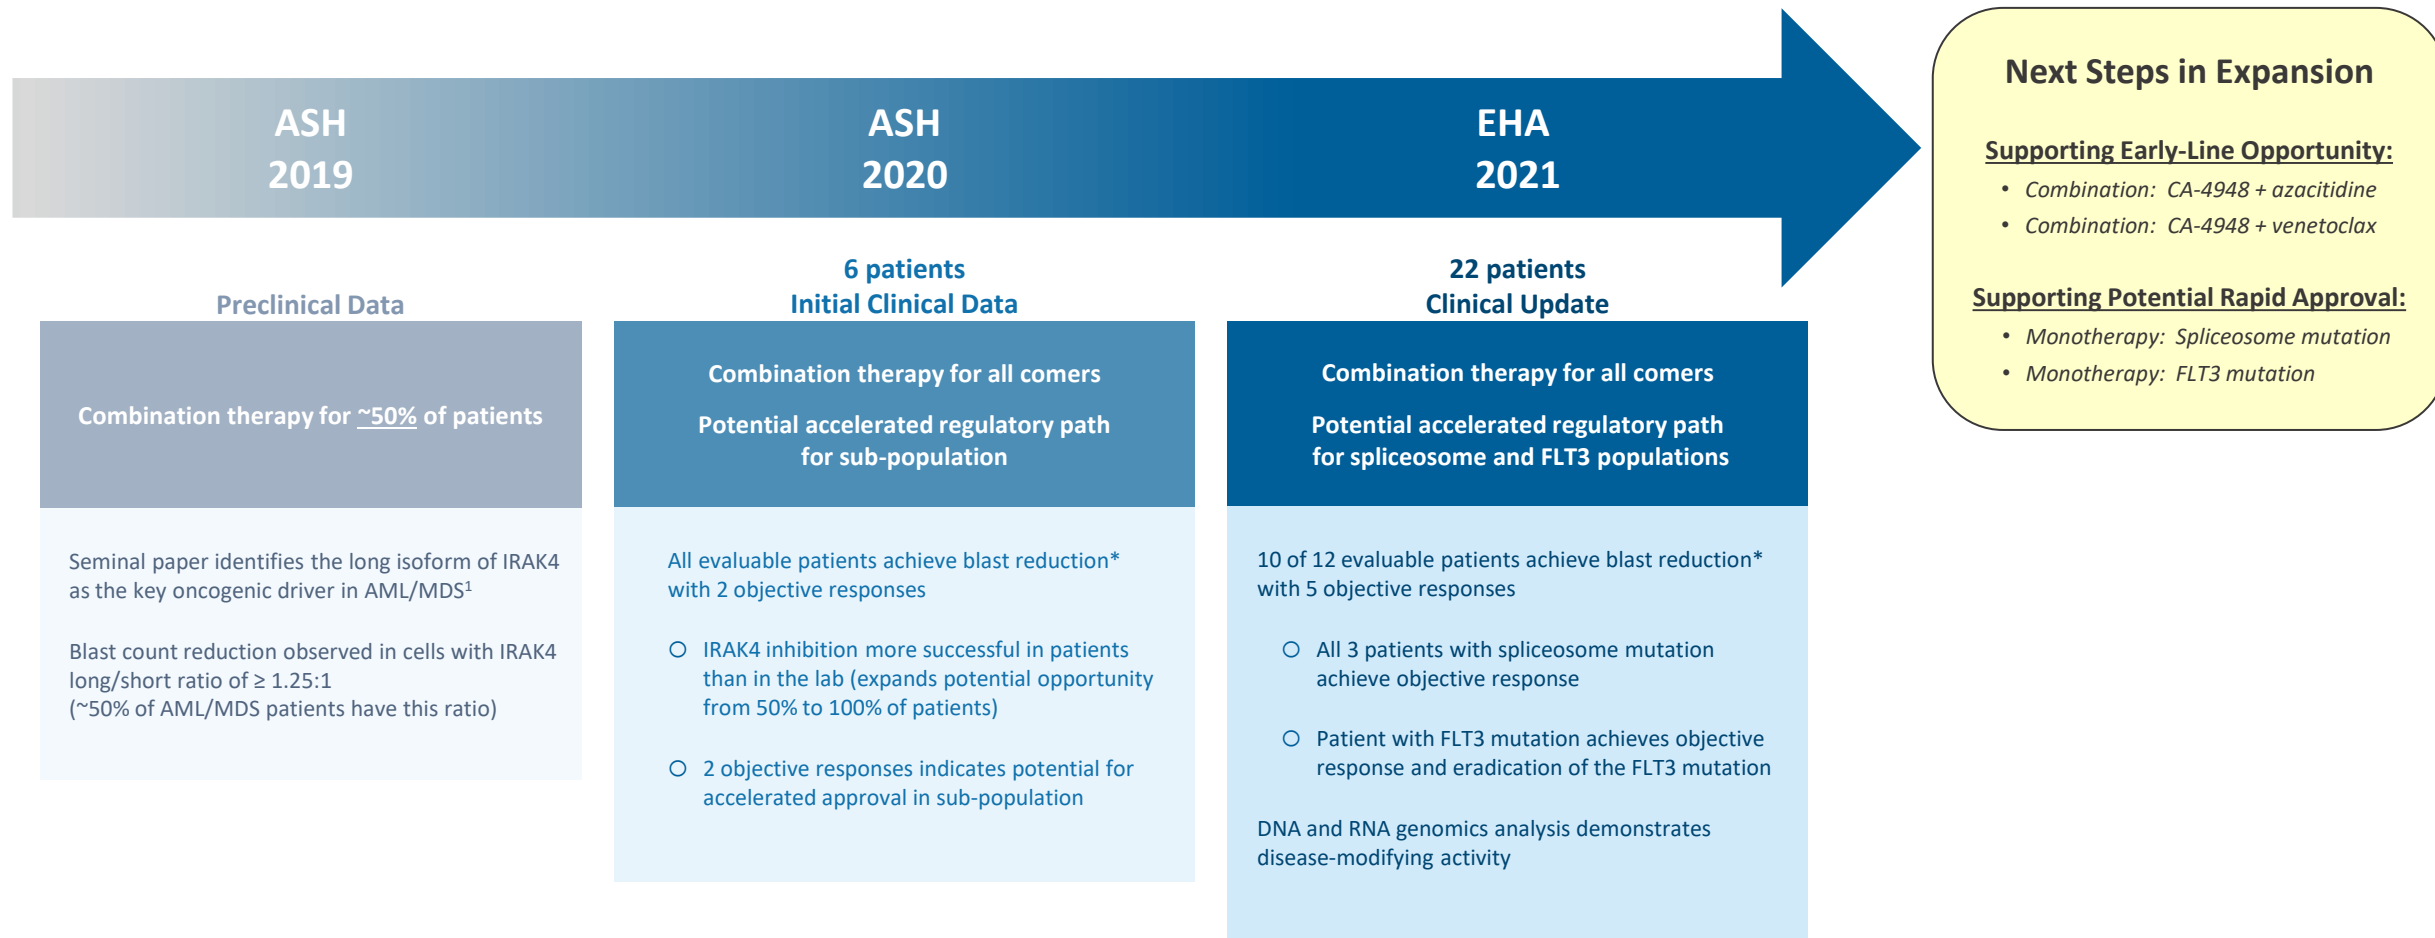 ASH
2019
ASH
2020
EHA
2021
Preclinical Data
Combination therapy for ~50% of patients
Seminal paper identifies the long isoform of IRAK4
as the key oncogenic driver in AML/MDS¹
Blast count reduction observed in cells with IRAK4
long/short ratio of ≥ 1.25:1
(~50% of AML/MDS patients have this ratio)
6 patients
Initial Clinical Data
Combination therapy for all comers
Potential accelerated regulatory path
for sub-population
All evaluable patients achieve blast reduction*
with 2 objective responses
○ IRAK4 inhibition more successful in patients
than in the lab (expands potential opportunity
from 50% to 100% of patients)
○ 2 objective responses indicates potential for
accelerated approval in sub-population
22 patients
Clinical Update
Combination therapy for all comers
Potential accelerated regulatory path
for spliceosome and FLT3 populations
10 of 12 evaluable patients achieve blast reduction*
with 5 objective responses
○ All 3 patients with spliceosome mutation
achieve objective response
○ Patient with FLT3 mutation achieves objective
response and eradication of the FLT3 mutation
DNA and RNA genomics analysis demonstrates
disease-modifying activity
Next Steps in Expansion
Supporting Early-Line Opportunity:
• Combination: CA-4948 + azacitidine
• Combination: CA-4948 + venetoclax
Supporting Potential Rapid Approval:
• Monotherapy: Spliceosome mutation
• Monotherapy: FLT3 mutation